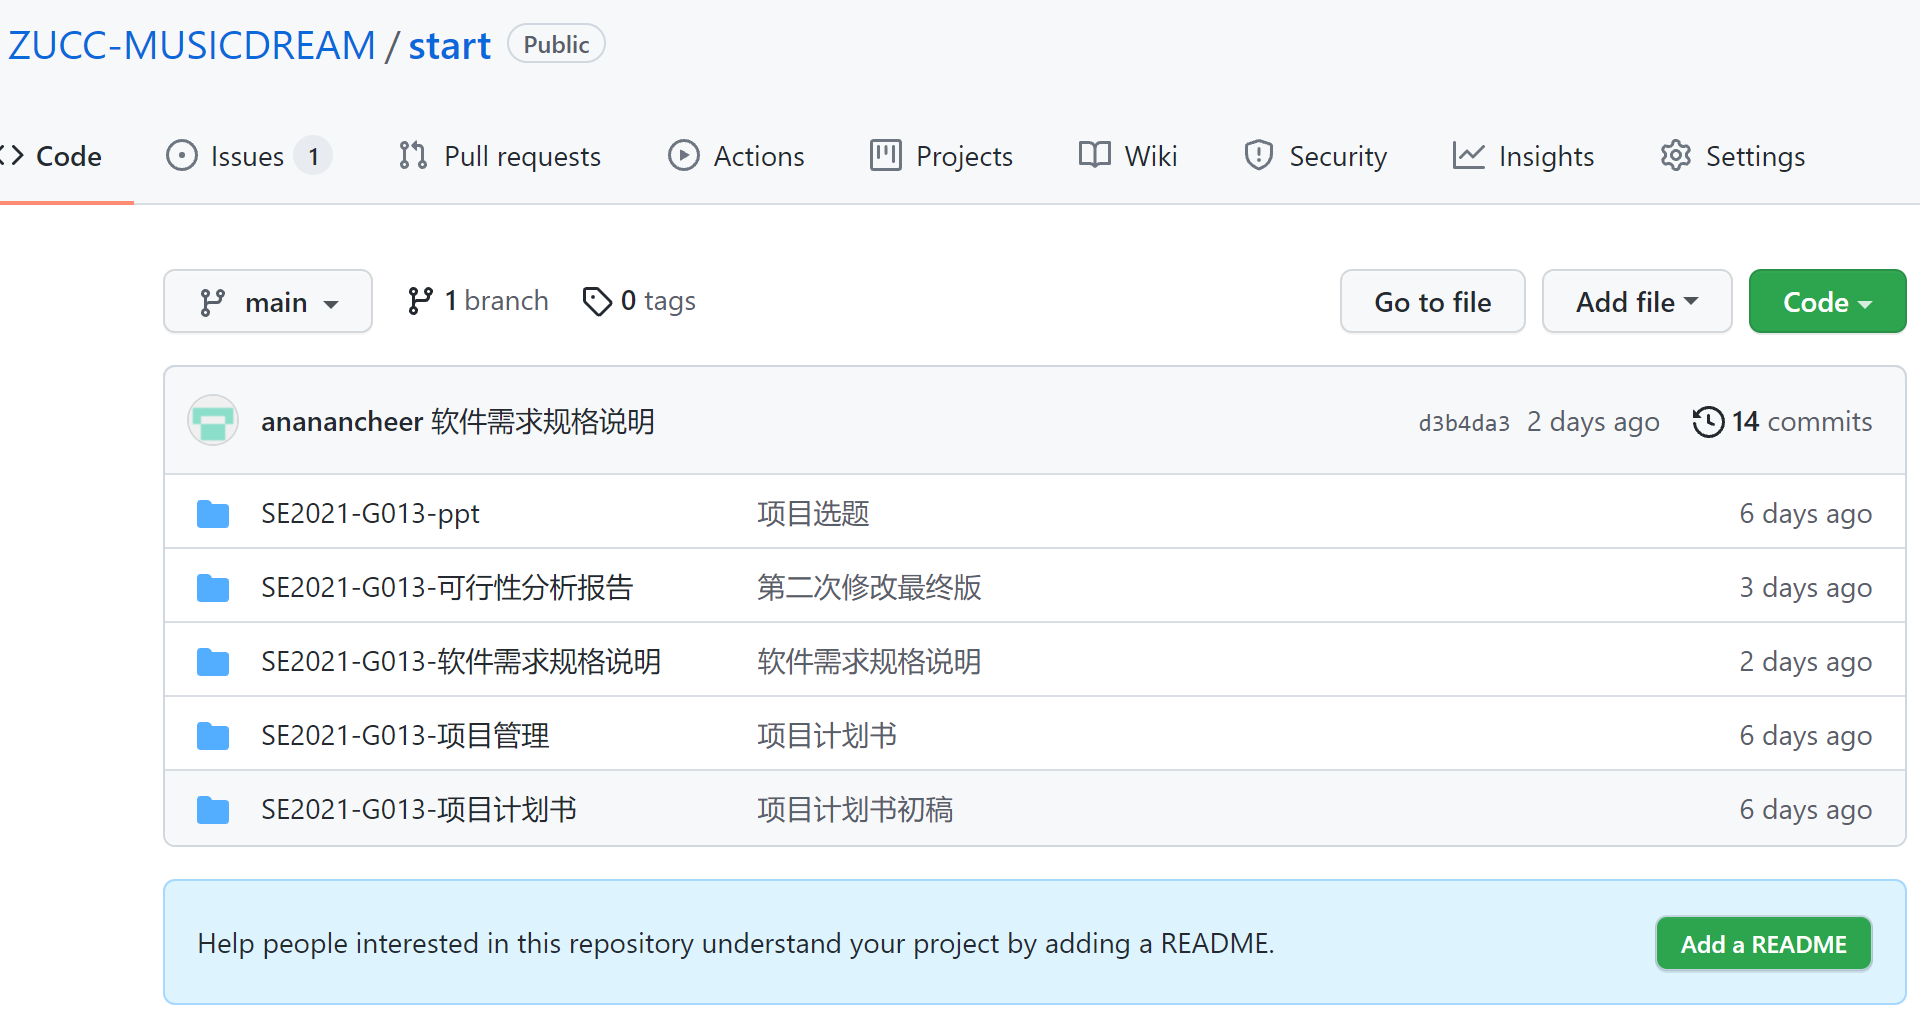 ZUCC-MUSICDREAM / start Public
Code Issues 1 Pull requests Actions Projects Wiki Security Insights Settings
main 1 branch 0 tags Go to file Add file Code
ananancheer 软件需求规格说明 d3b4da3 2 days ago 14 commits
SE2021-G013-ppt 项目选题 6 days ago
SE2021-G013-可行性分析报告 第二次修改最终版 3 days ago
SE2021-G013-软件需求规格说明 软件需求规格说明 2 days ago
SE2021-G013-项目管理 项目计划书 6 days ago
SE2021-G013-项目计划书 项目计划书初稿 6 days ago
Help people interested in this repository understand your project by adding a README. Add a README